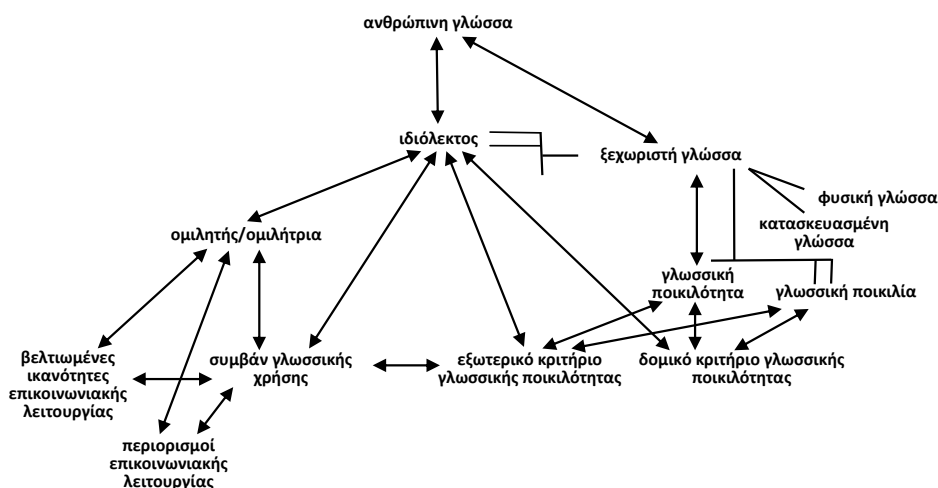 ανθρώπινη γλώσσα
ιδιόλεκτος
ξεχωριστή γλώσσα
φυσική γλώσσα
κατασκευασμένη
γλώσσα
ομιλητής/ομιλήτρια
γλωσσική
ποικιλότητα
γλωσσική ποικιλία
βελτιωμένες
ικανότητες
επικοινωνιακής
λειτουργίας
συμβάν γλωσσικής
χρήσης
εξωτερικό κριτήριο
γλωσσικής ποικιλότητας
δομικό κριτήριο γλωσσικής
ποικιλότητας
περιορισμοί
επικοινωνιακής
λειτουργίας